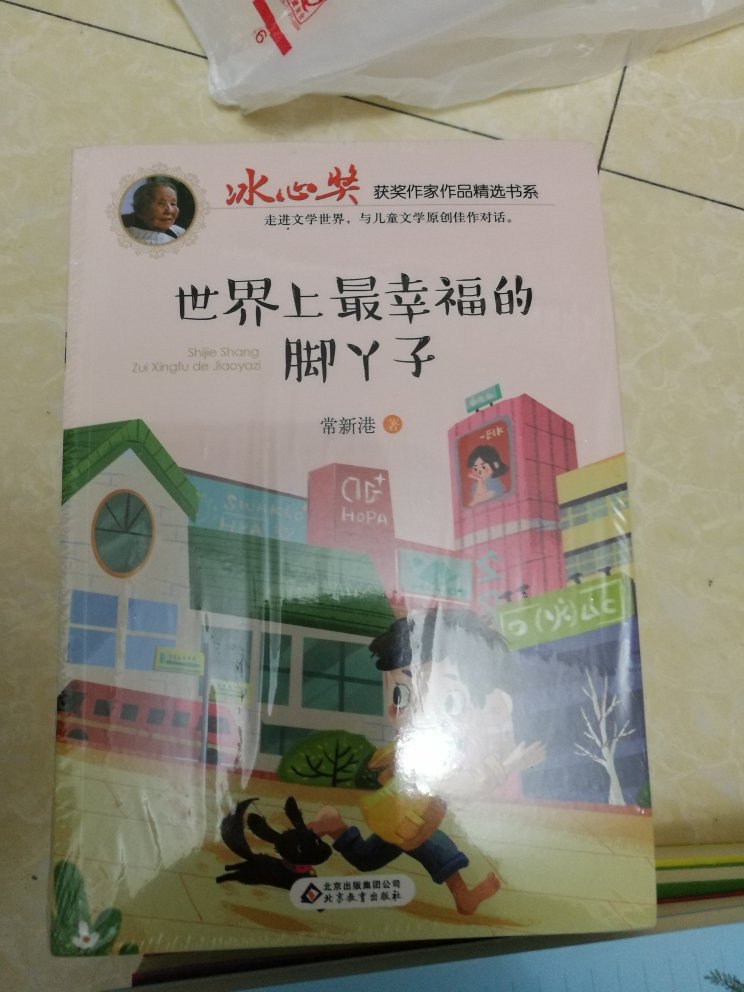 6
冰心奖 获奖作家作品精选书系
走进文学世界，与儿童文学原创佳作对话。
世界上最幸福的
脚丫子
Shijie Shang
Zui Xingfu de Jiaoyazi
常新港 著
HOPA
北京出版集团公司
北京教育出版社